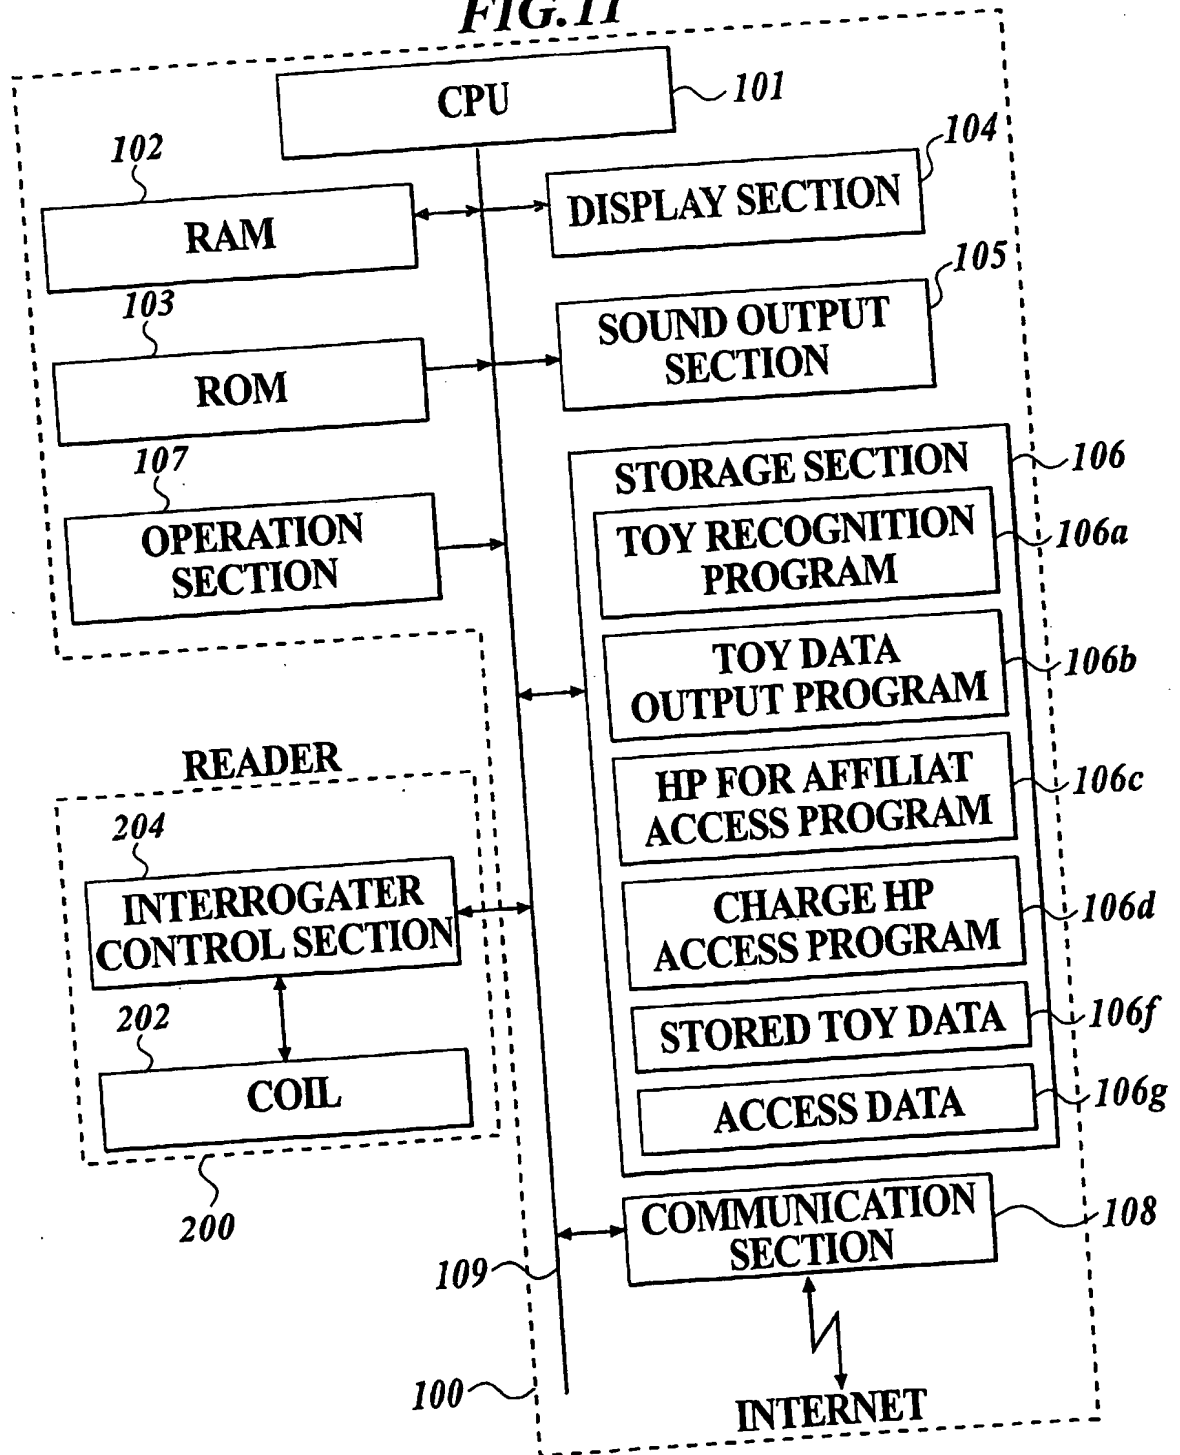 FIG.11
CPU
101
102
RAM
104
DISPLAY SECTION
103
ROM
105
SOUND OUTPUT
SECTION
107
OPERATION
SECTION
STORAGE SECTION
106
TOY RECOGNITION
PROGRAM
106a
TOY DATA
OUTPUT PROGRAM
106b
HP FOR AFFILIAT
ACCESS PROGRAM
106c
CHARGE HP
ACCESS PROGRAM
106d
STORED TOY DATA
106f
ACCESS DATA
106g
READER
204
INTERROGATER
CONTROL SECTION
202
COIL
200
COMMUNICATION
SECTION
108
109
100
INTERNET